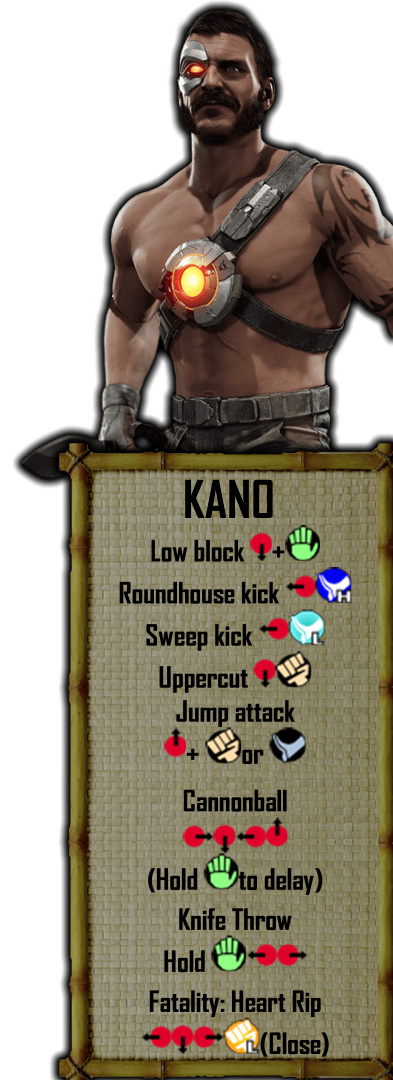 KANO
Low block +
Roundhouse kick H
Sweep kick L
Uppercut
Jump attack
+ or
Cannonball
(Hold to delay)
Knife Throw
Hold
Fatality: Heart Rip
L (Close)